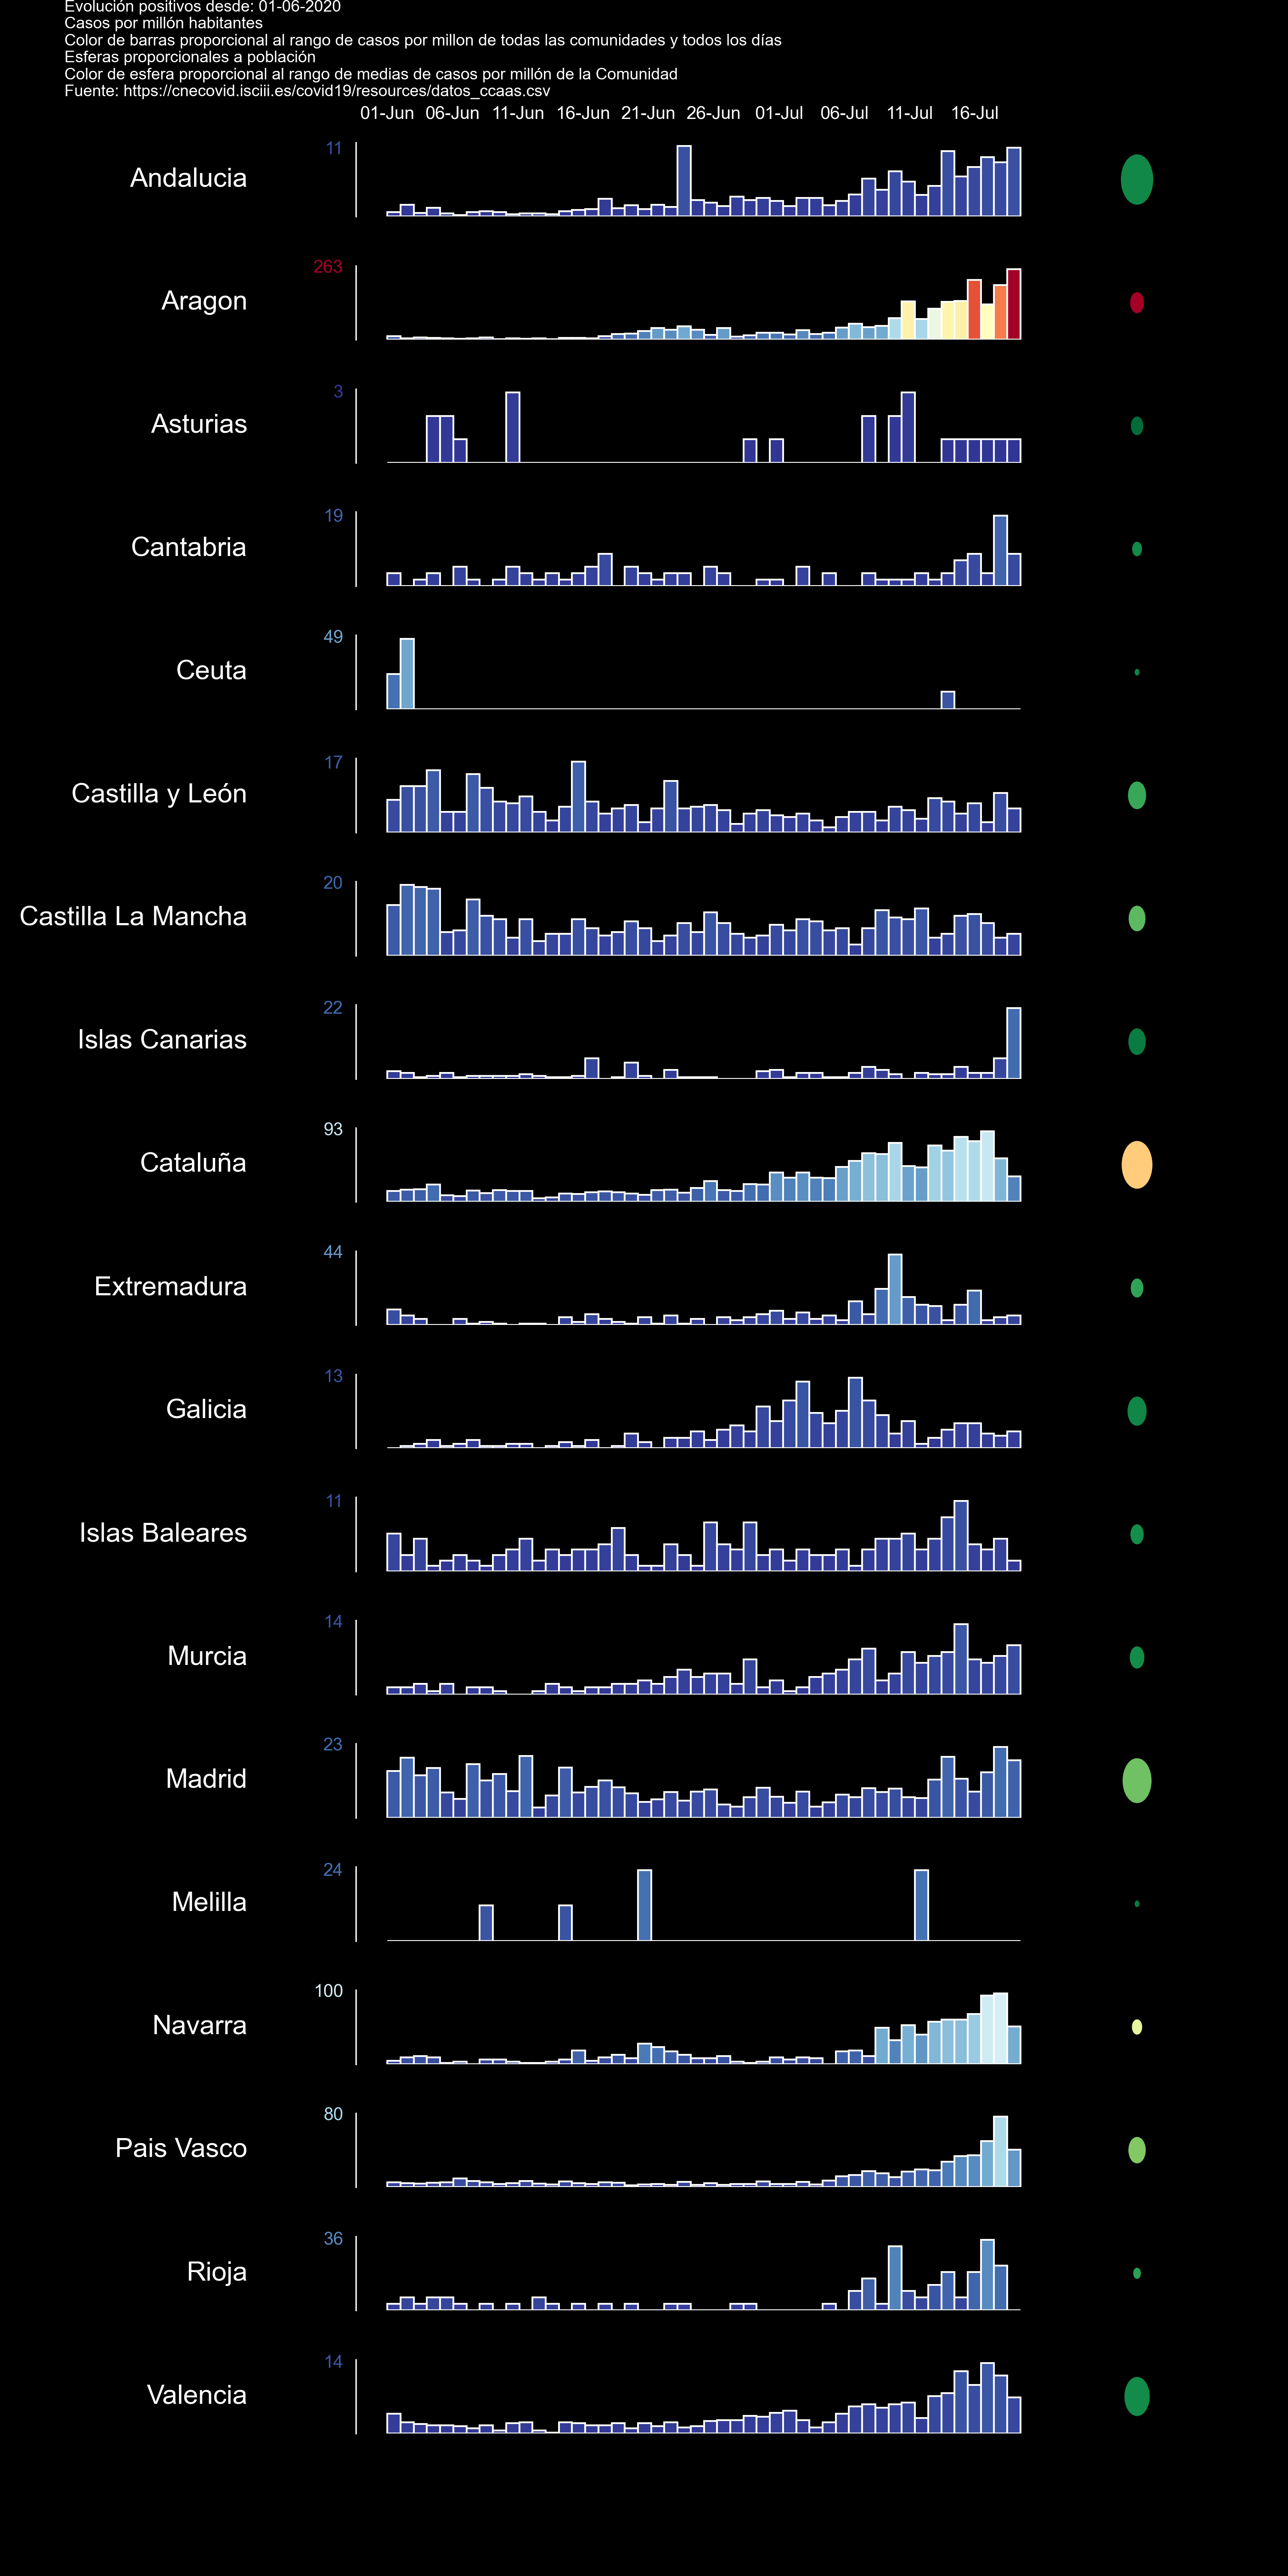 Evolución positivos desde: 01-06-2020
Casos por millón habitantes
Color de barras proporcional al rango de casos por millon de todas las comunidades y todos los días
Esferas proporcionales a población
Color de esfera proporcional al rango de medias de casos por millón de la Comunidad
Fuente: https://cnecovid.isciii.es/covid19/resources/datos_ccaas.csv
01-Jun 06-Jun 11-Jun 16-Jun 21-Jun 26-Jun 01-Jul 06-Jul 11-Jul 16-Jul
11
Andalucia
263
Aragon
3
Asturias
19
Cantabria
49
Ceuta
17
Castilla y León
20
Castilla La Mancha
22
Islas Canarias
93
Cataluña
44
Extremadura
13
Galicia
11
Islas Baleares
14
Murcia
23
Madrid
24
Melilla
100
Navarra
80
Pais Vasco
36
Rioja
14
Valencia